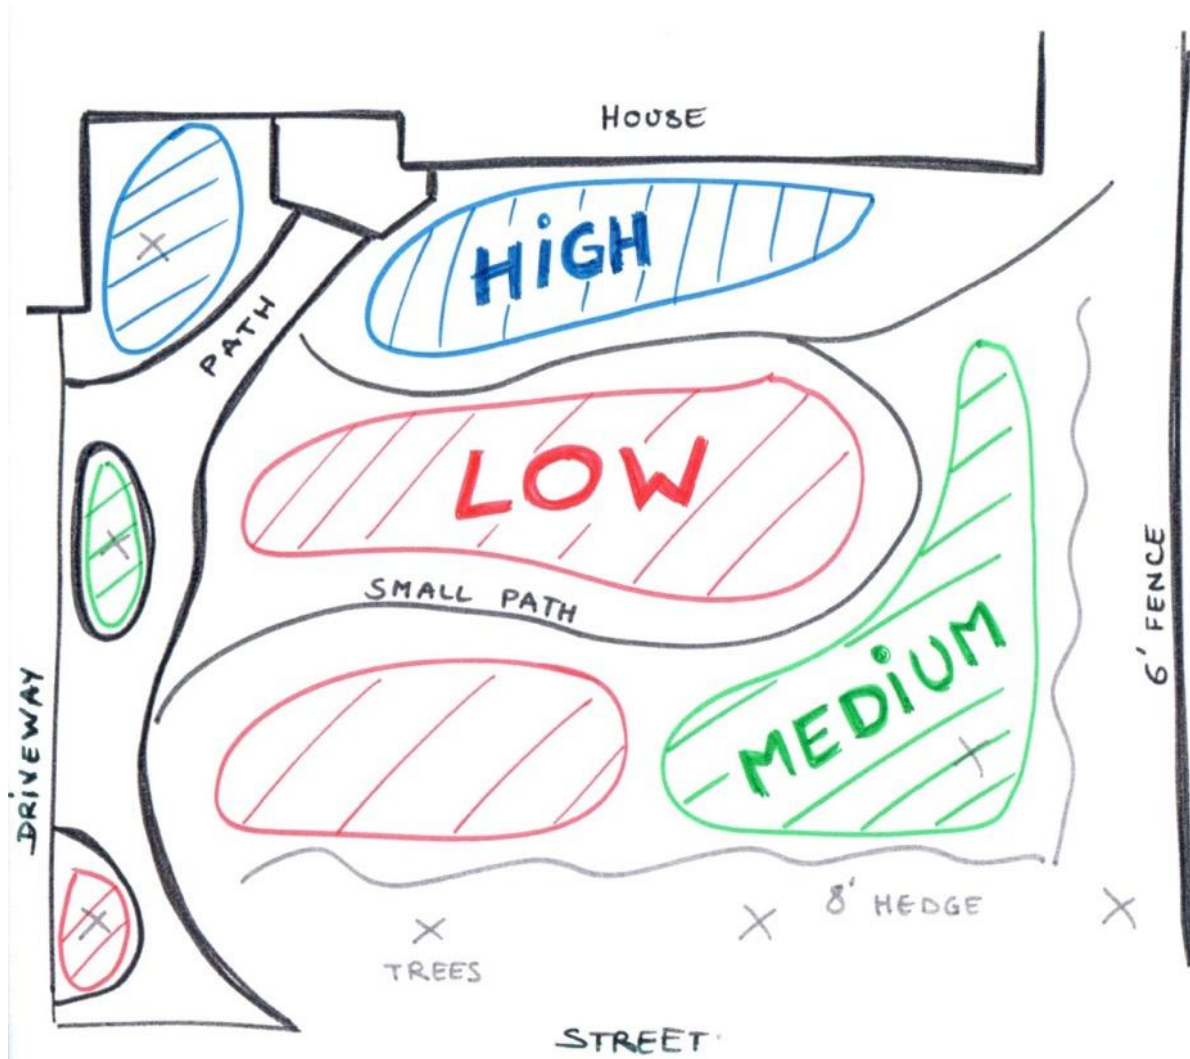 HOUSE
HiGH
PATH
LOW
SMALL PATH
6' FENCE
MEDiUM
DRiVEWAY
8' HEDGE
TREES
STREET